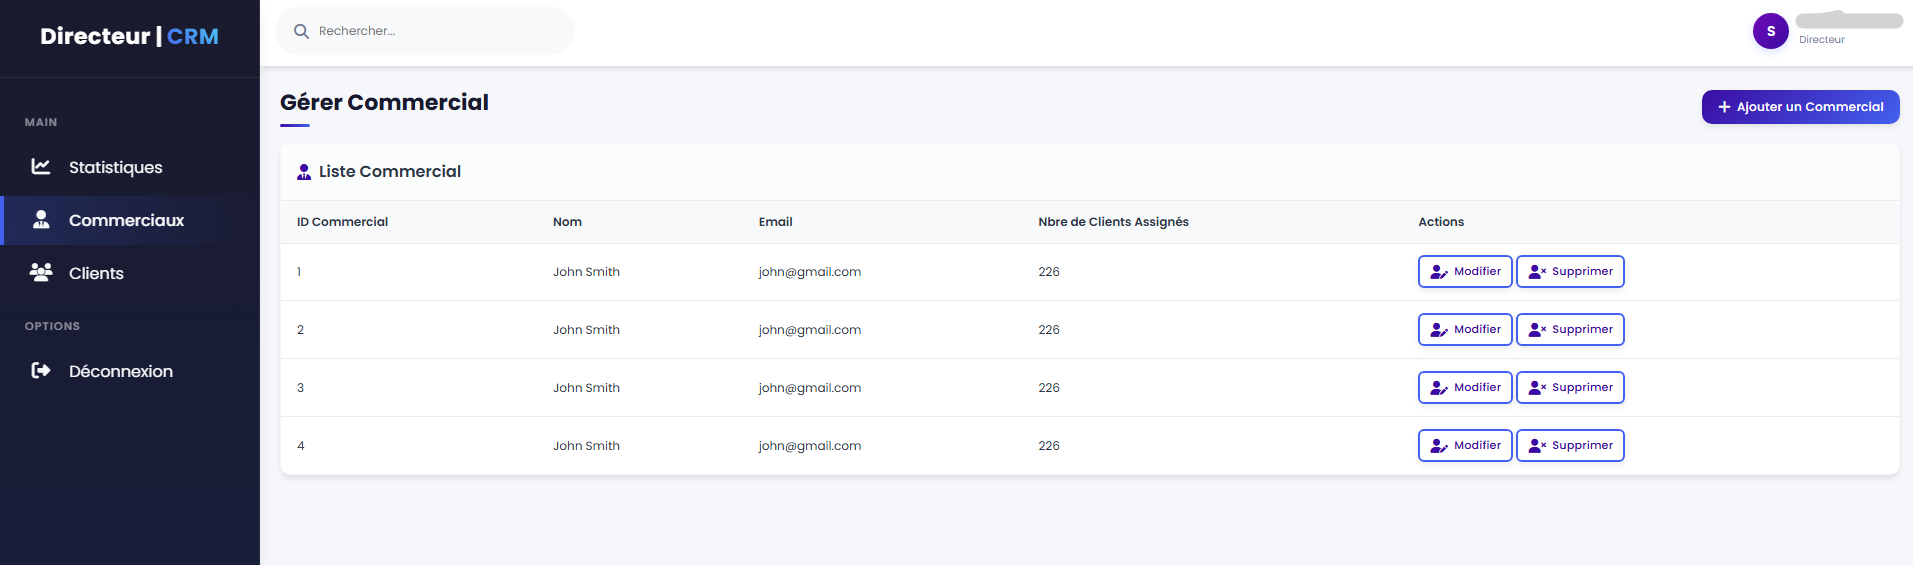 Directeur | CRM
Rechercher...
S
Directeur
MAIN
Statistiques
Commerciaux
Clients
OPTIONS
Déconnexion
Gérer Commercial
+ Ajouter un Commercial
Liste Commercial
ID Commercial Nom Email Nbre de Clients Assignés Actions
1 John Smith john@gmail.com 226 Modifier Supprimer
2 John Smith john@gmail.com 226 Modifier Supprimer
3 John Smith john@gmail.com 226 Modifier Supprimer
4 John Smith john@gmail.com 226 Modifier Supprimer